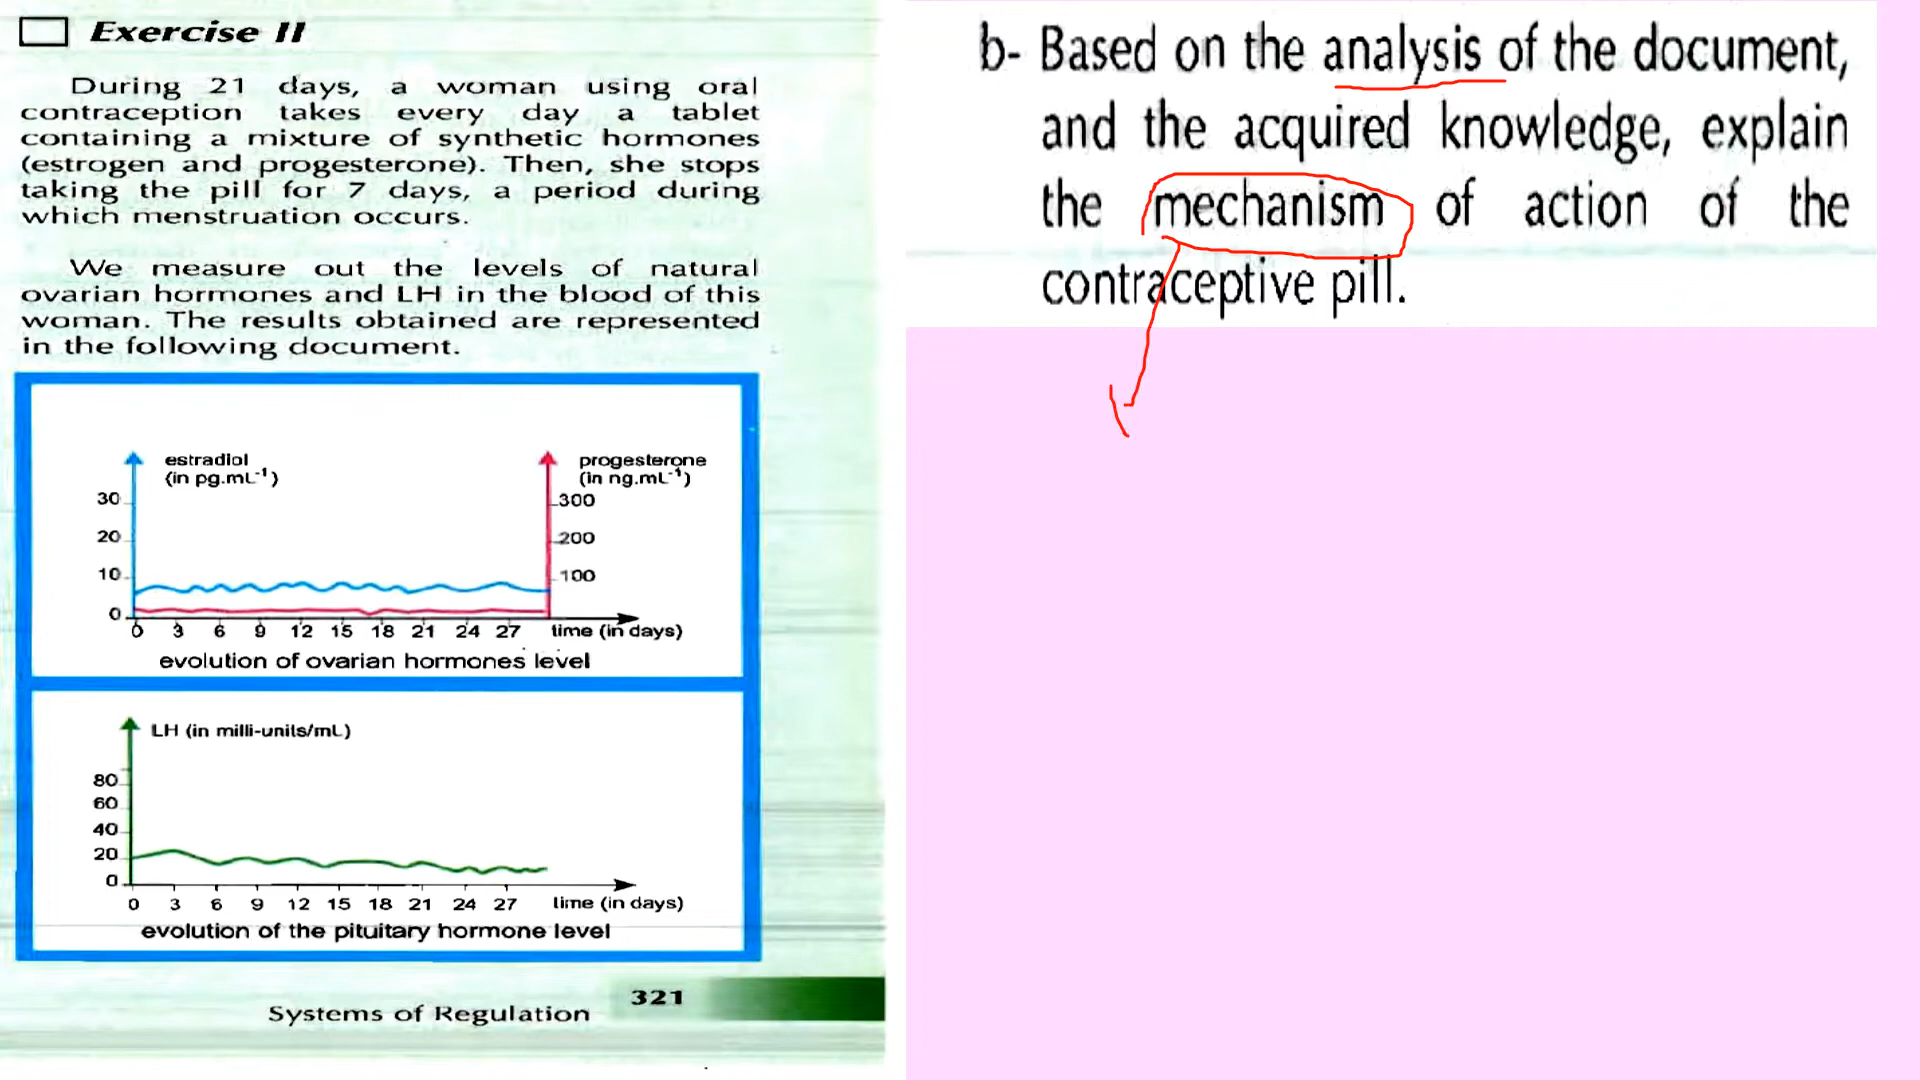 Exercise II
During 21 days, a woman using oral
contraception takes every day a tablet
containing a mixture of synthetic hormones
(estrogen and progesterone). Then, she stops
taking the pill for 7 days, a period during
which menstruation occurs.
We measure out the levels of natural
ovarian hormones and LH in the blood of this
woman. The results obtained are represented
in the following document.
estradiol
(in pg.mL⁻¹)
progesterone
(in ng.mL⁻¹)
30
20
10
0
300
200
100
0 3 6 9 12 15 18 21 24 27 time (in days)
evolution of ovarian hormones level
LH (in milli-units/mL)
80
60
40
20
0
0 3 6 9 12 15 18 21 24 27 time (in days)
evolution of the pituitary hormone level
321
Systems of Regulation
b- Based on the analysis of the document,
and the acquired knowledge, explain
the mechanism of action of the
contraceptive pill.